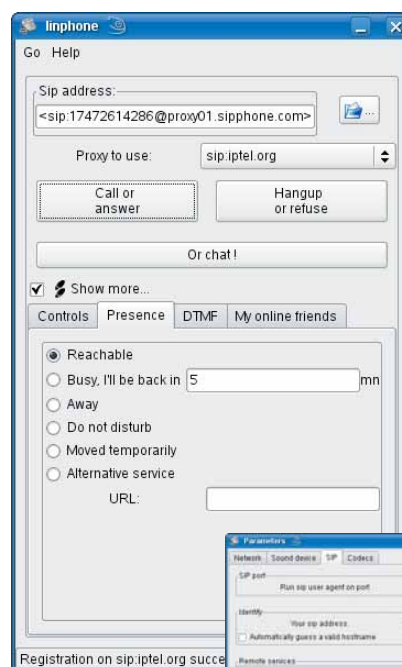 linphone
Go Help
Sip address:
<sip:17472614286@proxy01.sipphone.com>
...
Proxy to use: sip:iptel.org
Call or
answer
Hangup
or refuse
Or chat !
Show more...
Controls Presence DTMF My online friends
Reachable
Busy, I'll be back in 5 mn
Away
Do not disturb
Moved temporarily
Alternative service
URL:
Parameters
Network Sound device SIP Codecs
SIP port
Run sip user agent on port
Identity
Your sip address
Automatically guess a valid hostname
Remote services
Registration on sip:iptel.org succe